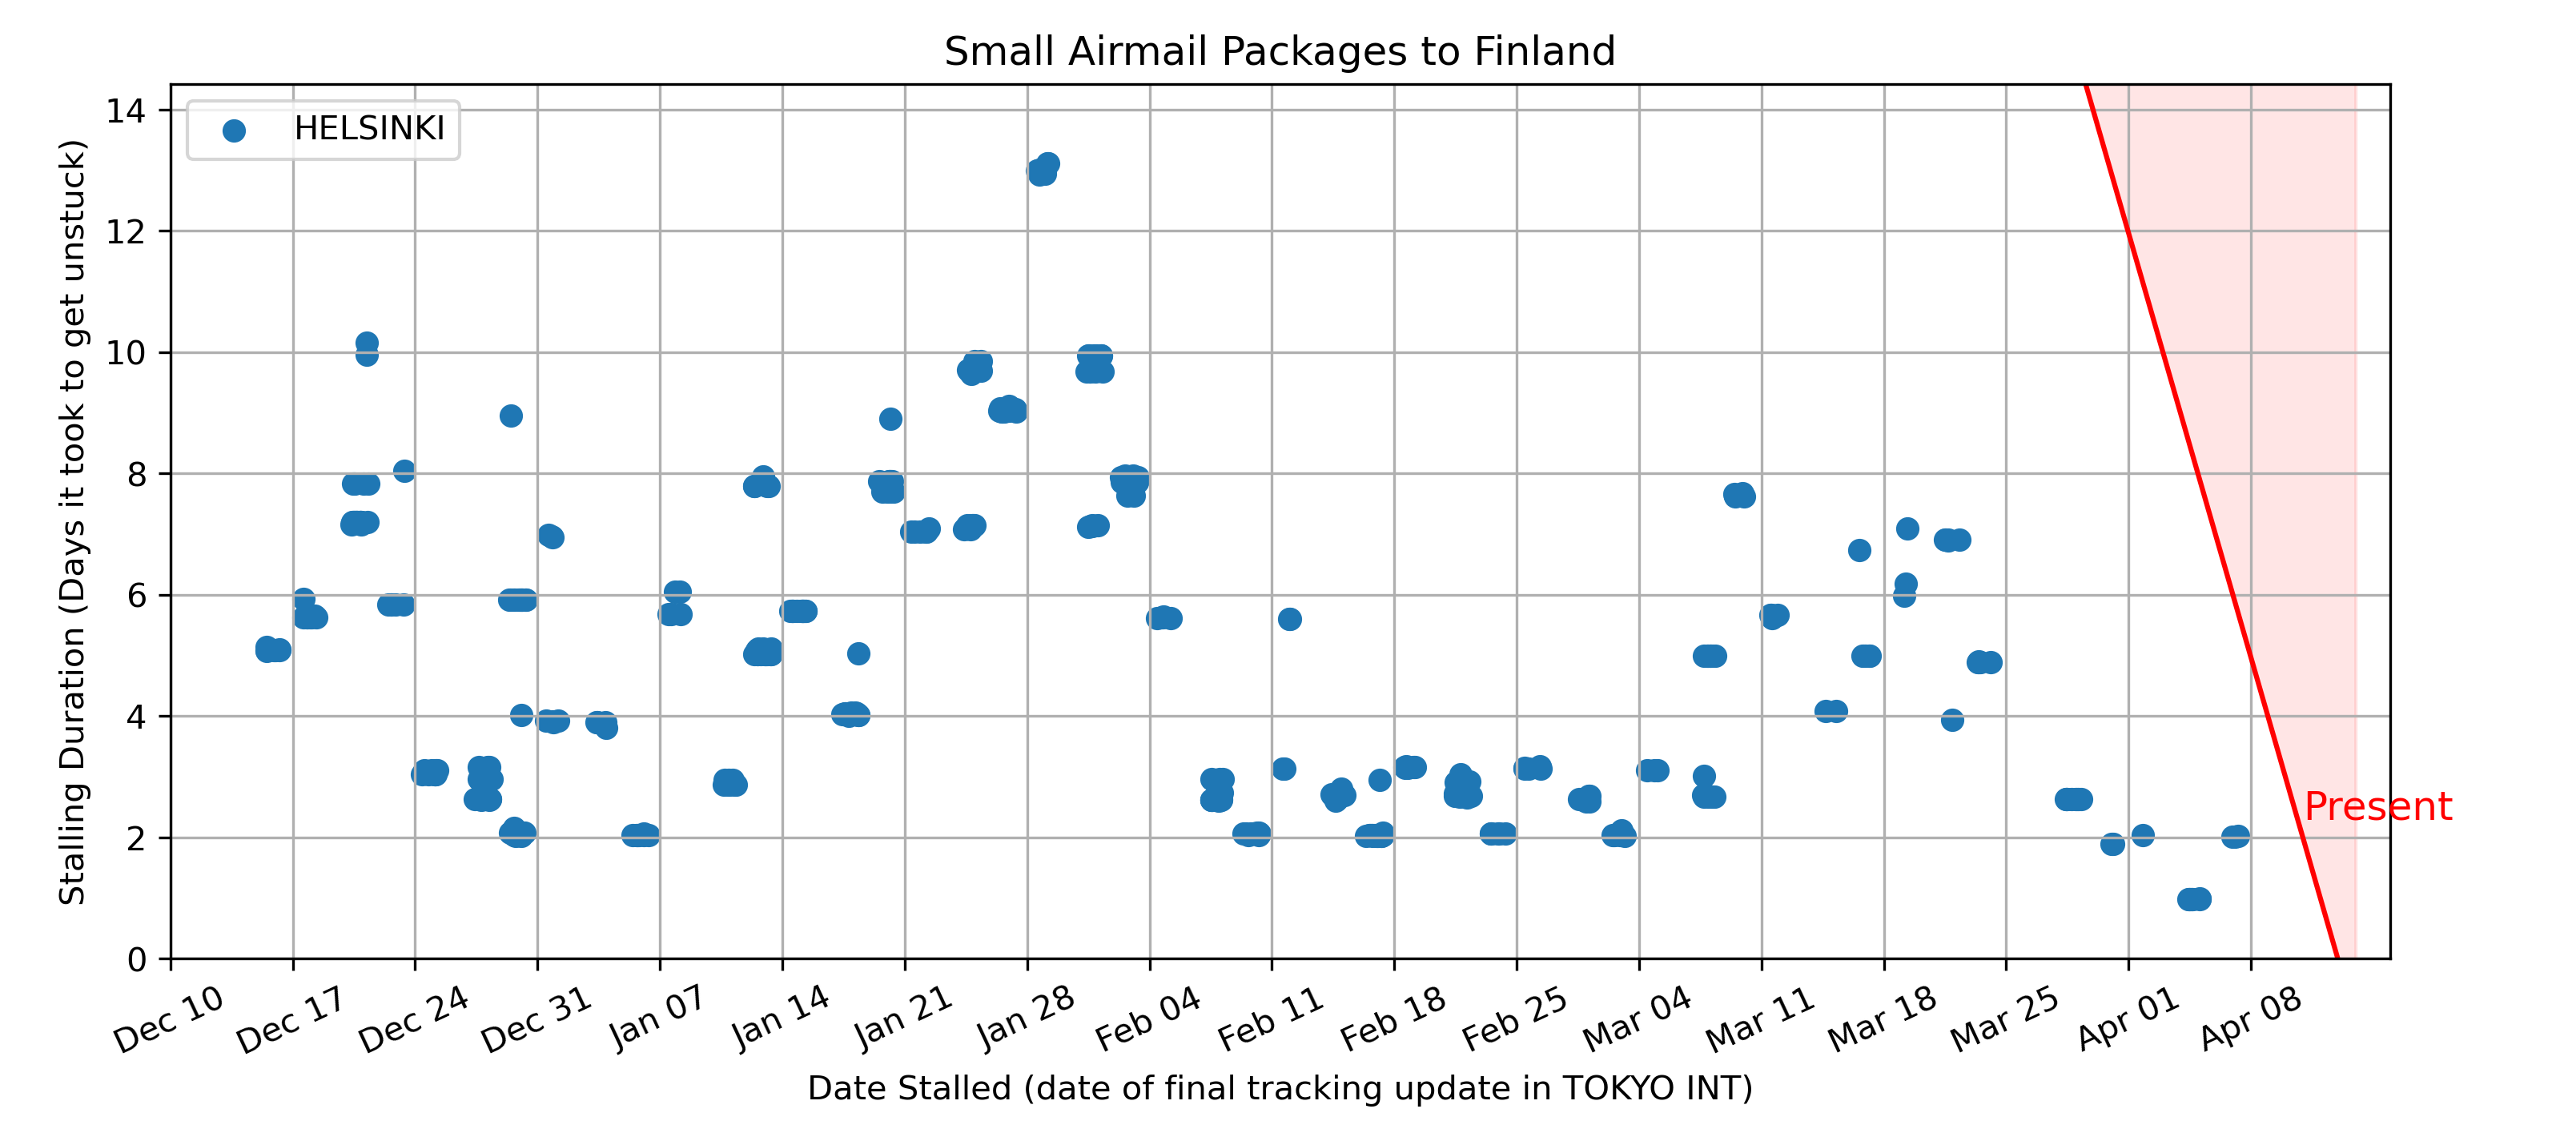 Small Airmail Packages to Finland
HELSINKI
Stalling Duration (Days it took to get unstuck)
14
12
10
8
6
4
2
0
Present
Dec 10
Dec 17
Dec 24
Dec 31
Jan 07
Jan 14
Jan 21
Jan 28
Feb 04
Feb 11
Feb 18
Feb 25
Mar 04
Mar 11
Mar 18
Mar 25
Apr 01
Apr 08
Date Stalled (date of final tracking update in TOKYO INT)